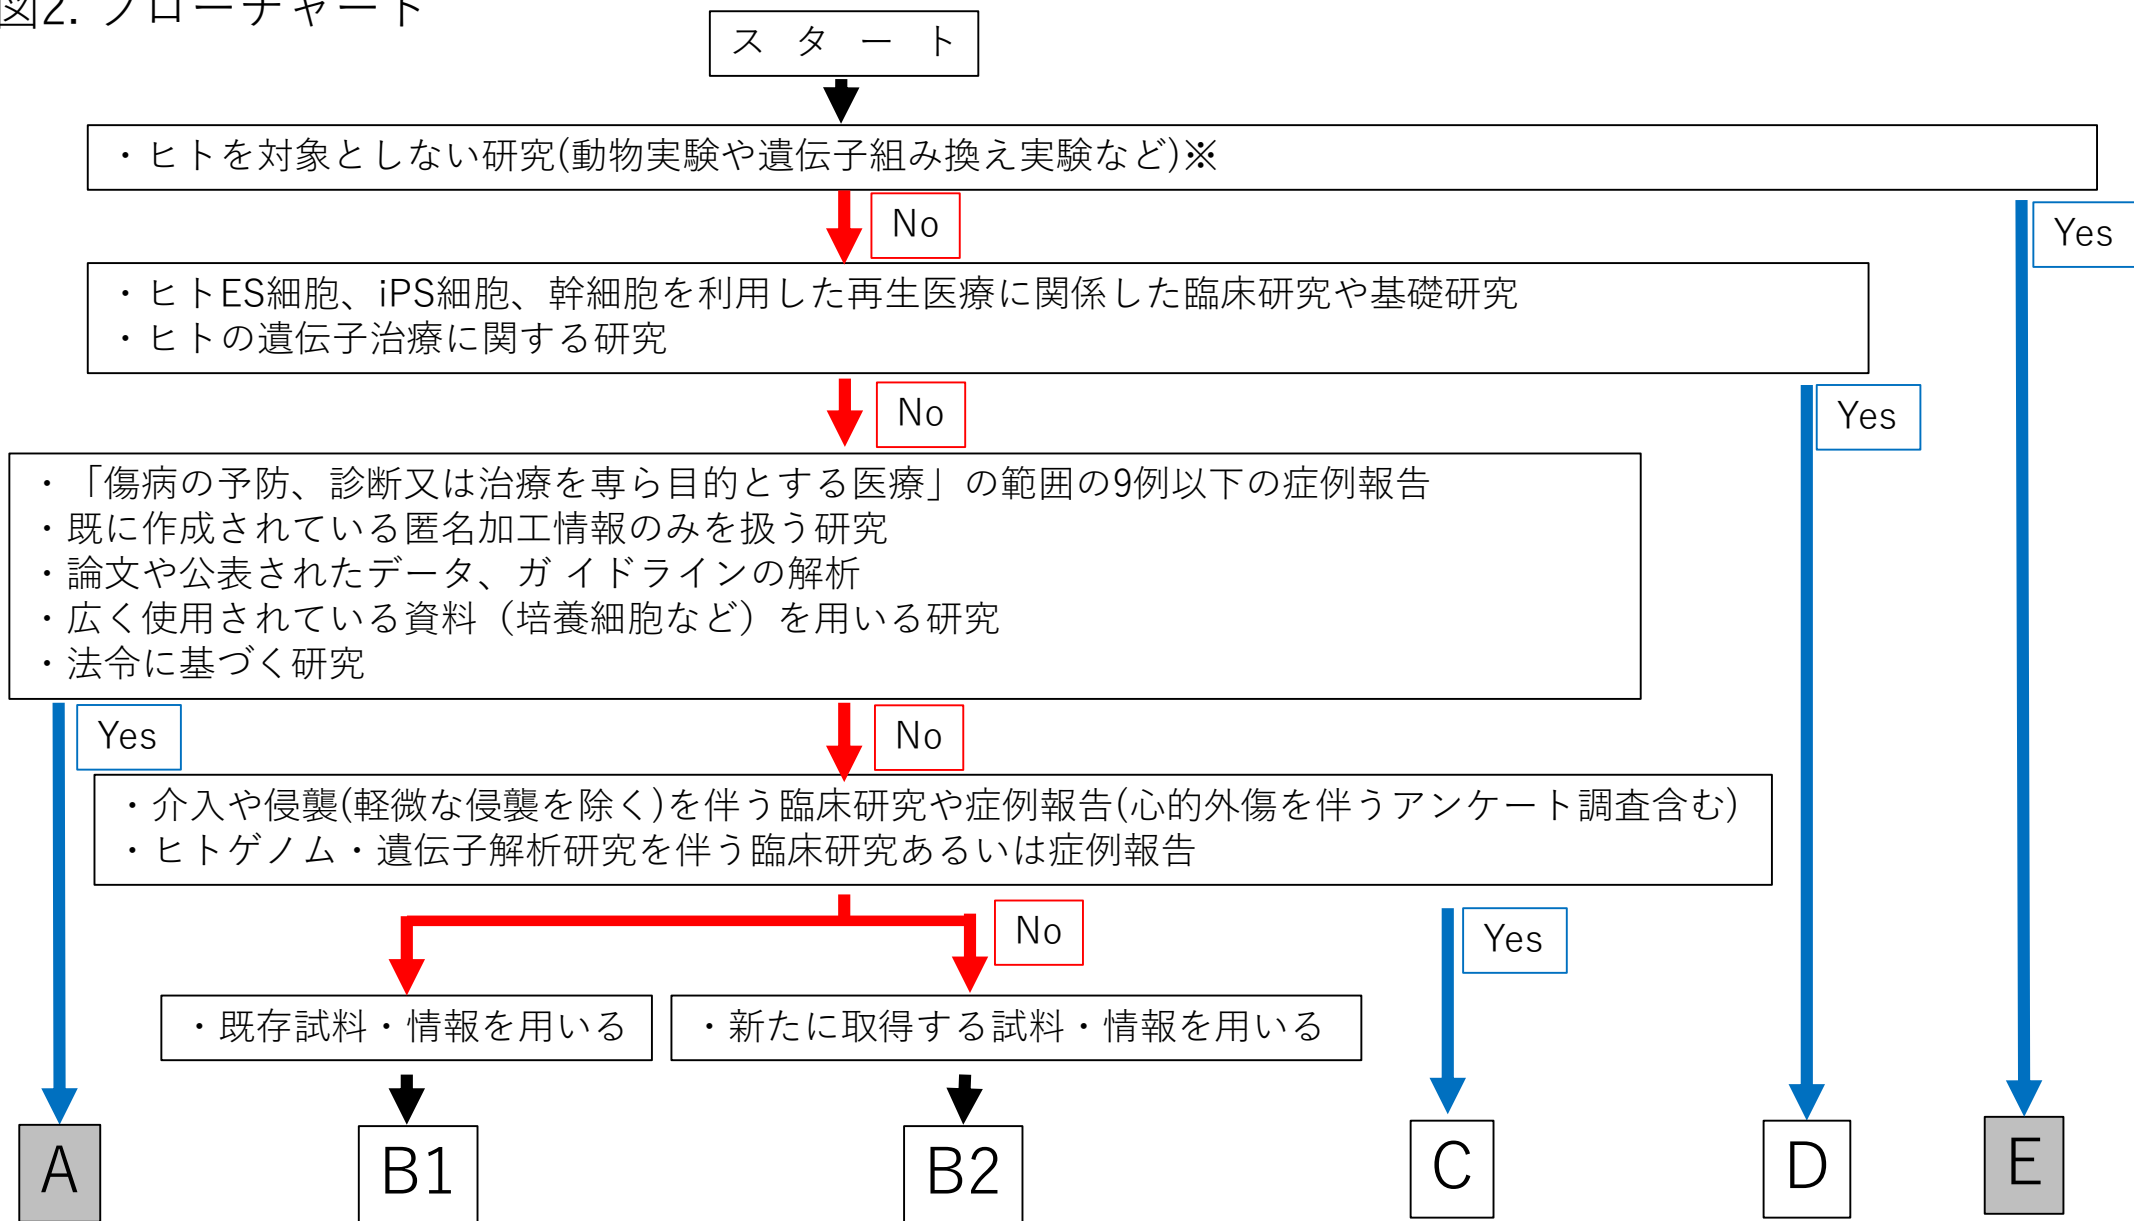 図2. フローチャート
スタート
・ヒトを対象としない研究(動物実験や遺伝子組み換え実験など)※
No
Yes
・ヒトES細胞、iPS細胞、幹細胞を利用した再生医療に関係した臨床研究や基礎研究
・ヒトの遺伝子治療に関する研究
No
Yes
・「傷病の予防、診断又は治療を専ら目的とする医療」の範囲の9例以下の症例報告
・既に作成されている匿名加工情報のみを扱う研究
・論文や公表されたデータ、ガ イドラインの解析
・広く使用されている資料（培養細胞など）を用いる研究
・法令に基づく研究
Yes
No
・介入や侵襲(軽微な侵襲を除く)を伴う臨床研究や症例報告(心的外傷を伴うアンケート調査含む)
・ヒトゲノム・遺伝子解析研究を伴う臨床研究あるいは症例報告
No
Yes
・既存試料・情報を用いる
・新たに取得する試料・情報を用いる
A
B1
B2
C
D
E